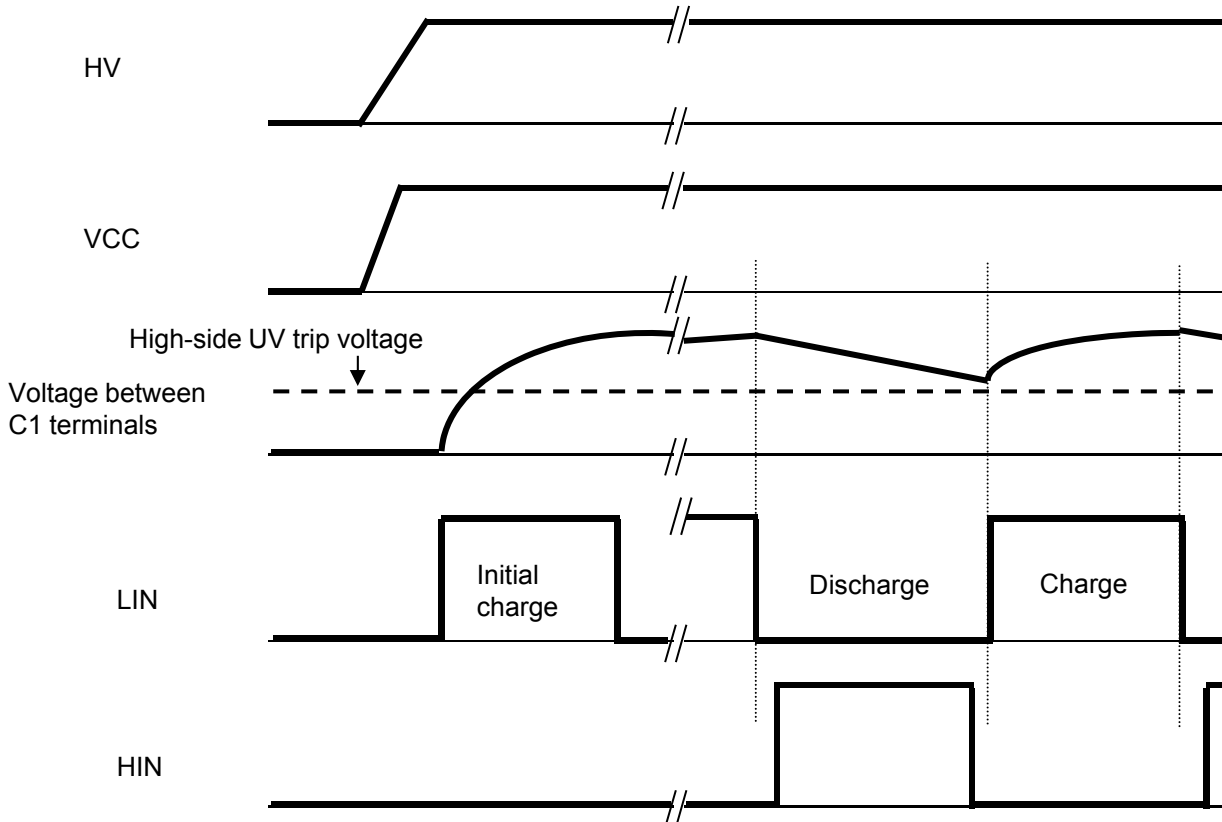 HV
VCC
High-side UV trip voltage
Voltage between
C1 terminals
LIN
Initial
charge
Discharge
Charge
HIN